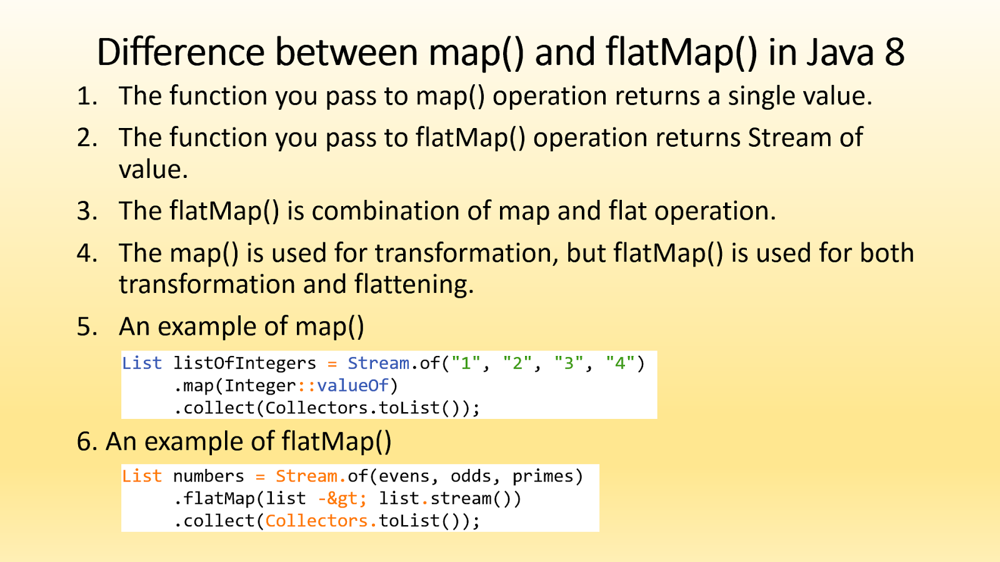 Difference between map() and flatMap() in Java 8
1. The function you pass to map() operation returns a single value.
2. The function you pass to flatMap() operation returns Stream of
value.
3. The flatMap() is combination of map and flat operation.
4. The map() is used for transformation, but flatMap() is used for both
transformation and flattening.
5. An example of map()
List listOfIntegers = Stream.of("1", "2", "3", "4")
.map(Integer::valueOf)
.collect(Collectors.toList());
6. An example of flatMap()
List numbers = Stream.of(evens, odds, primes)
.flatMap(list -&gt; list.stream())
.collect(Collectors.toList());